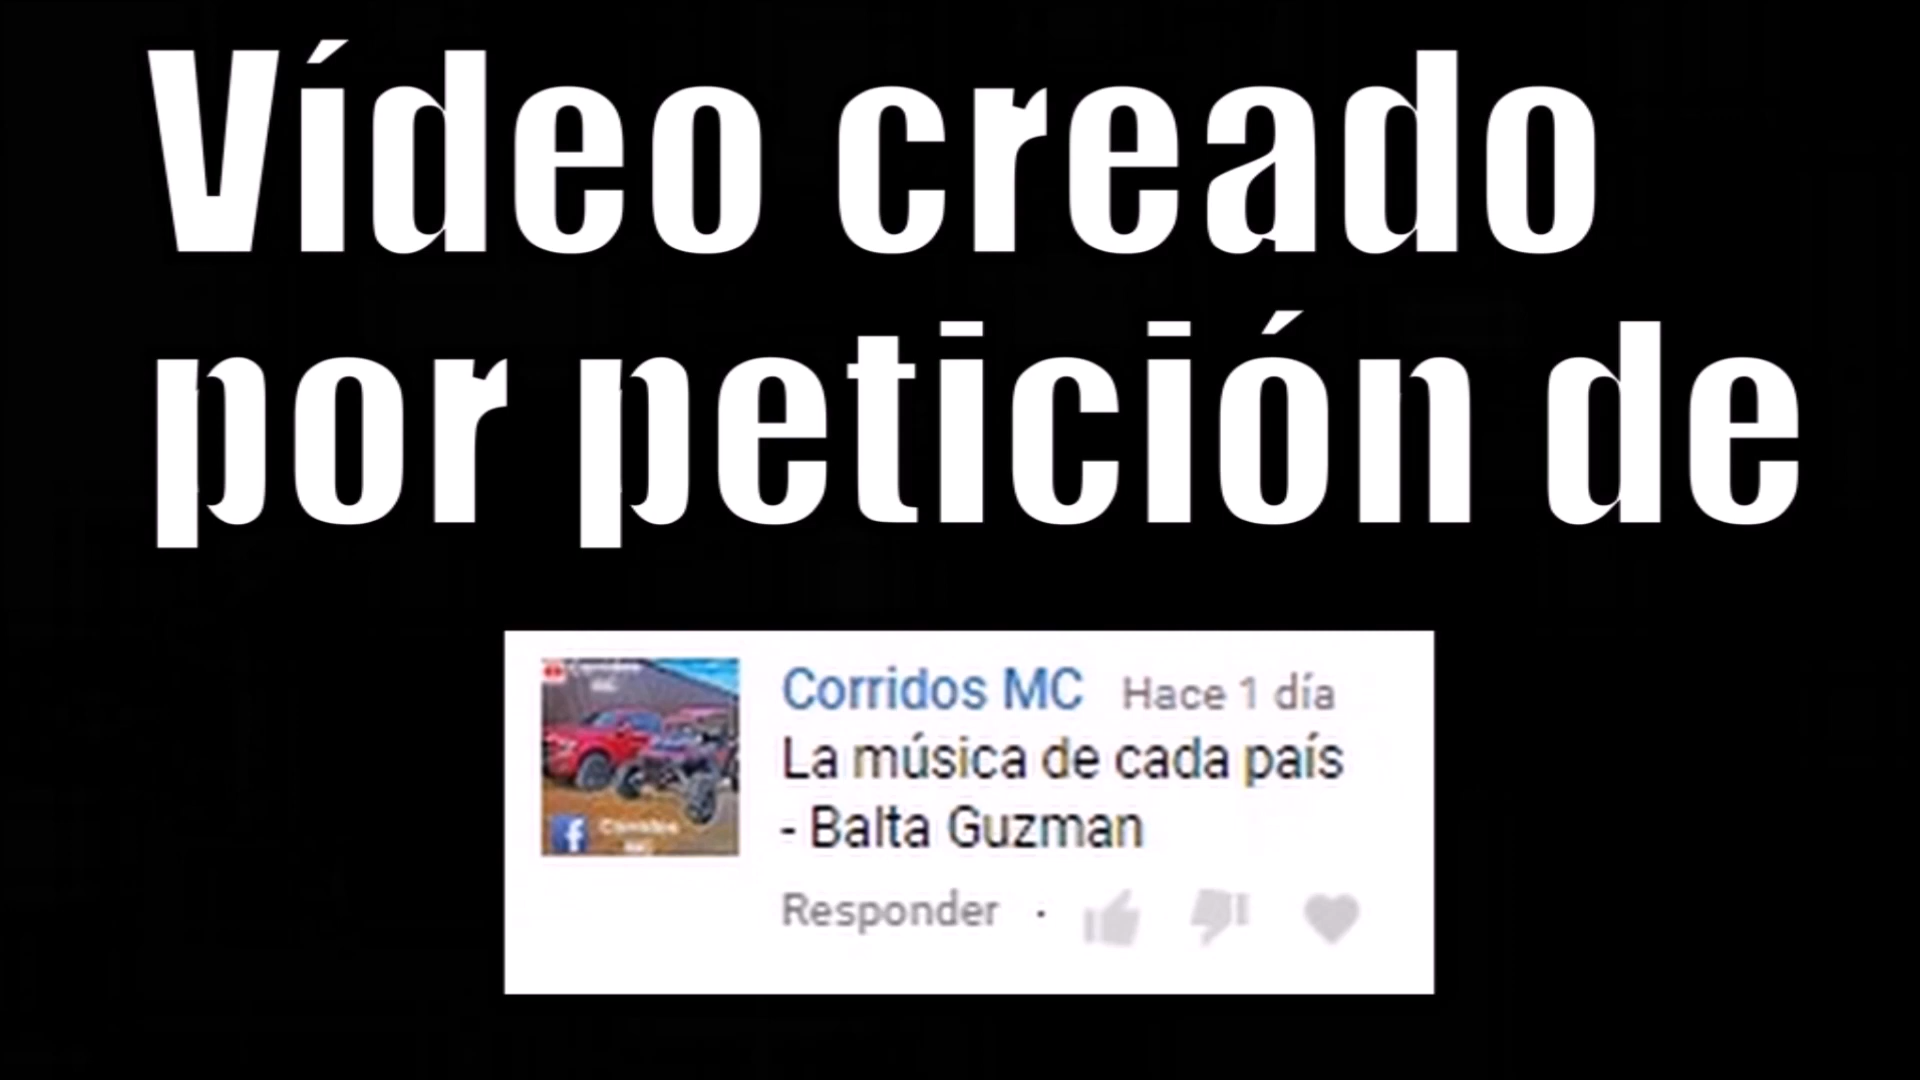 Vídeo creado
por petición de
Corridos MC Hace 1 día
La música de cada país
- Balta Guzman
Responder ·